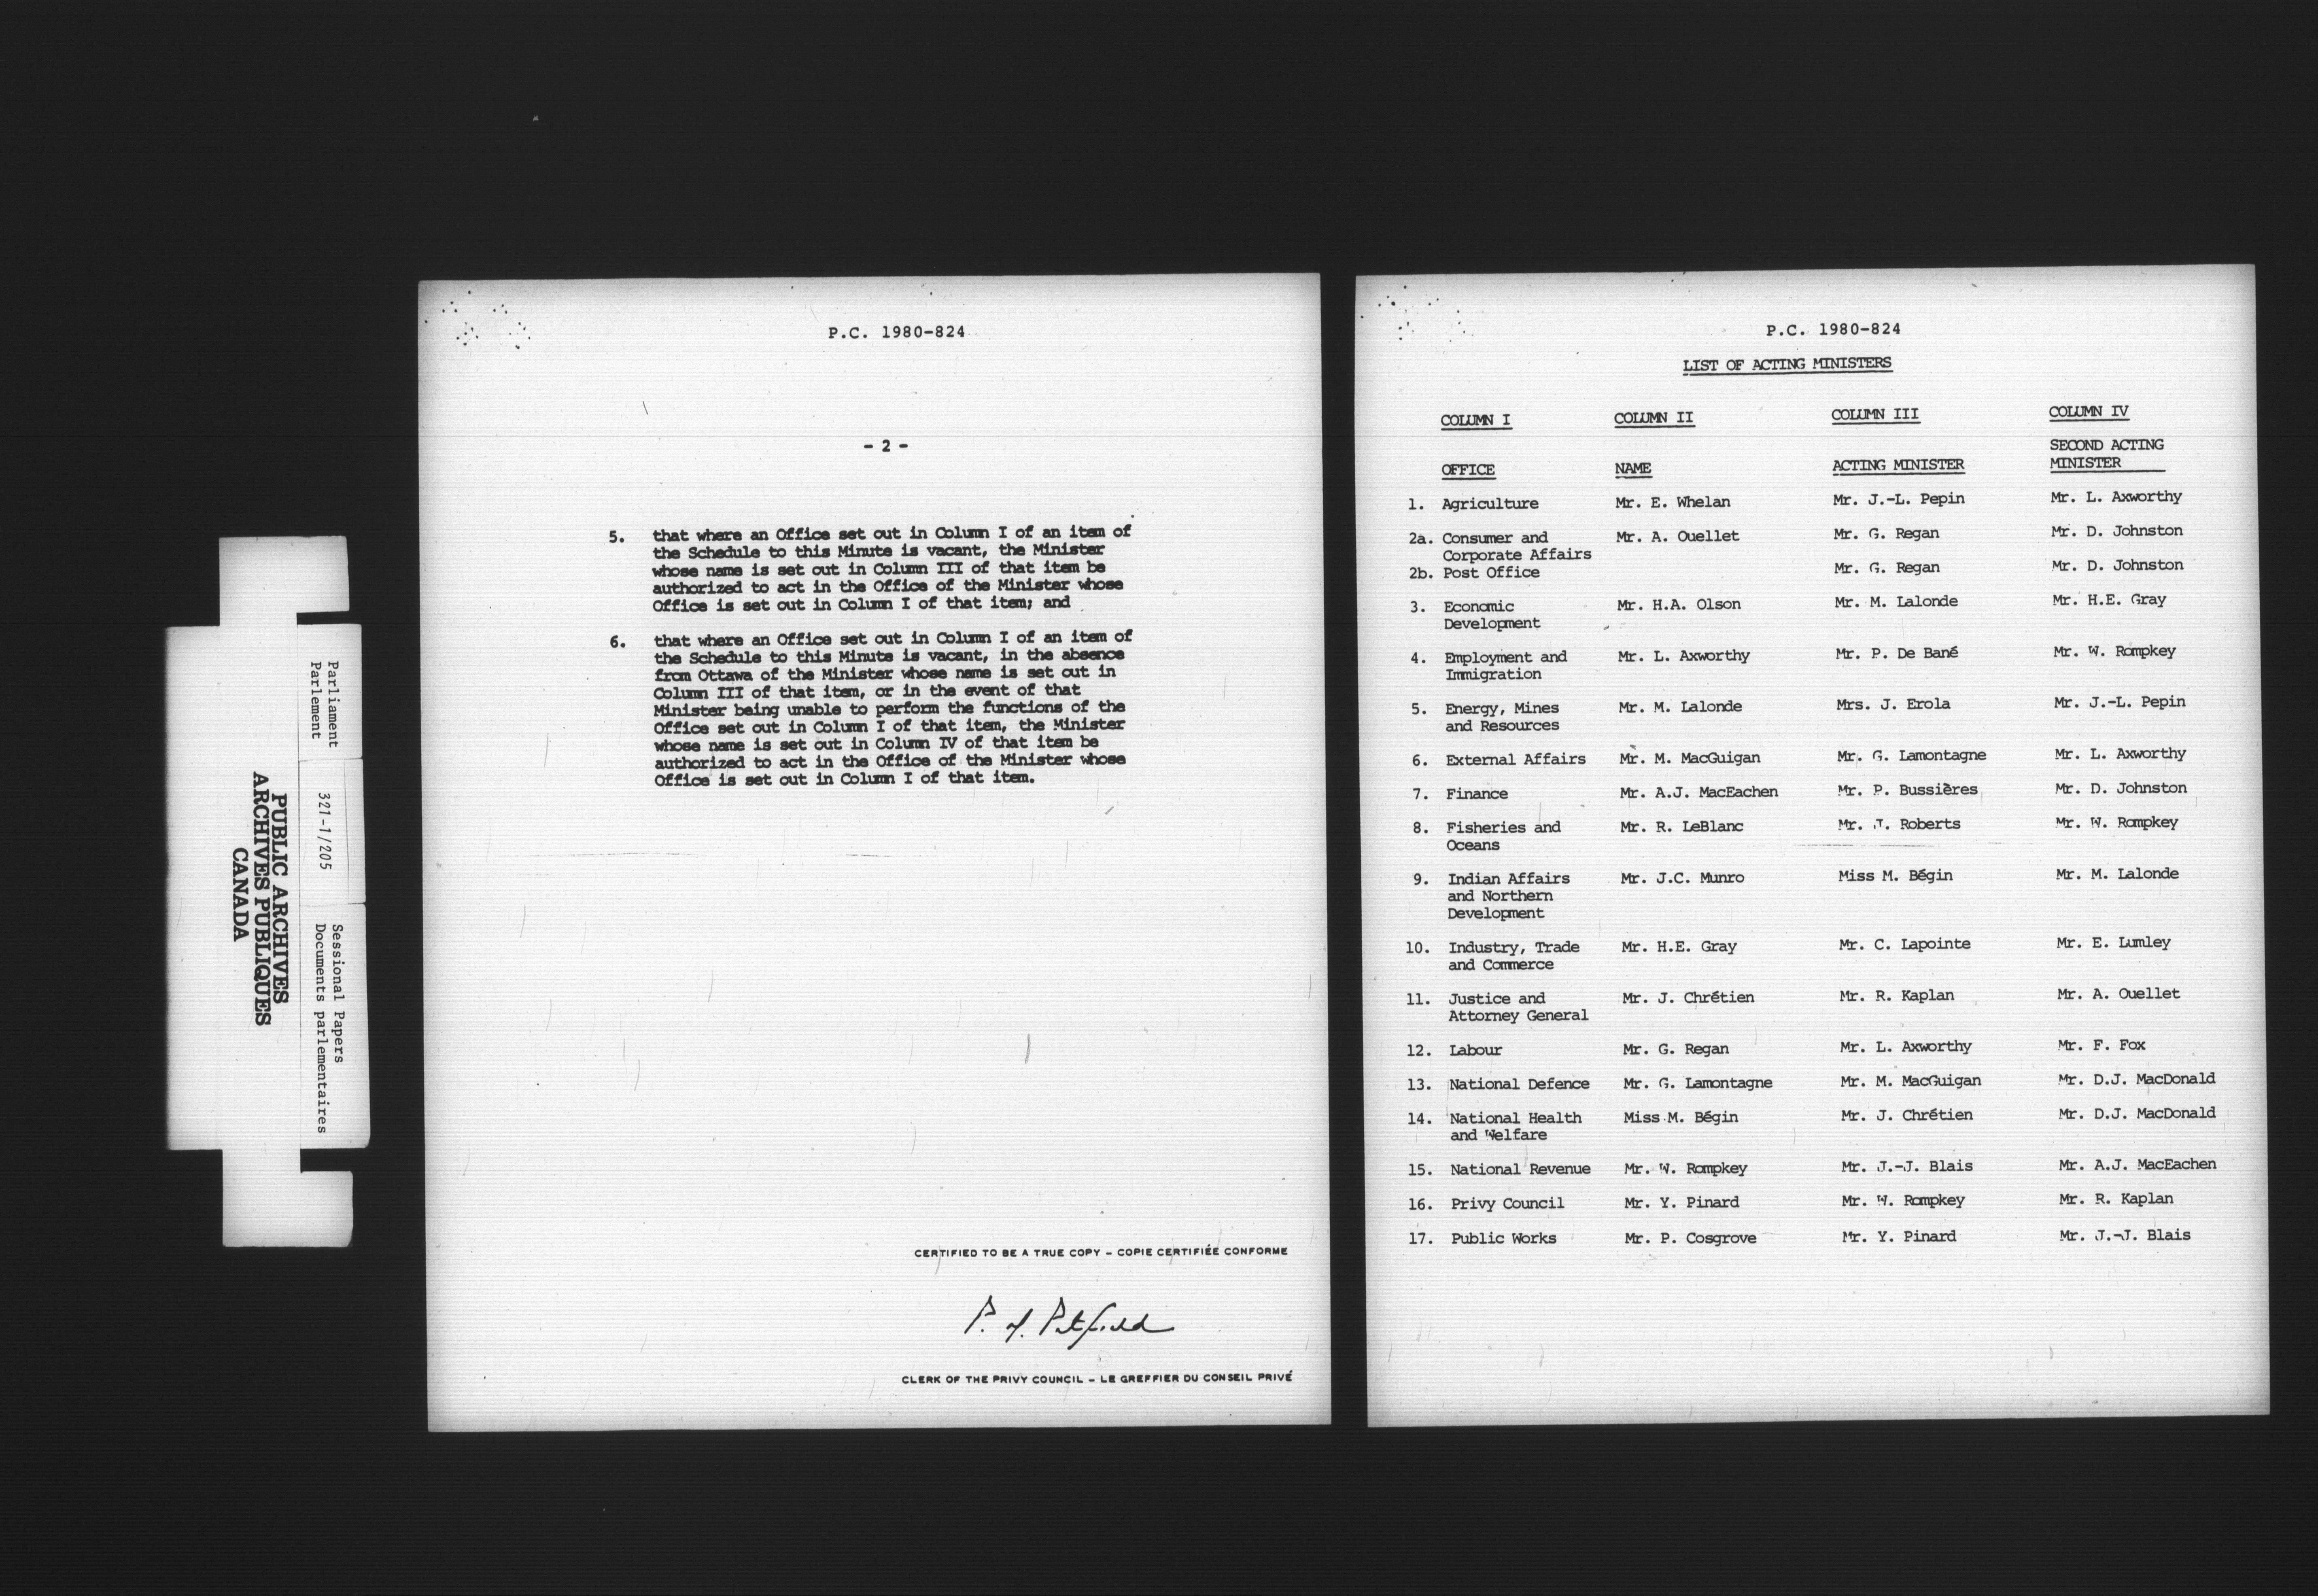 Parliament
Parlement
321-1/205
Sessional Papers
Documents parlementaires
PUBLIC ARCHIVES
ARCHIVES PUBLIQUES
CANADA
P.C. 1980-824
- 2 -
5. that where an Office set out in Column I of an item of
the Schedule to this Minute is vacant, the Minister
whose name is set out in Column III of that item be
authorized to act in the Office of the Minister whose
Office is set out in Column I of that item; and
6. that where an Office set out in Column I of an item of
the Schedule to this Minute is vacant, in the absence
from Ottawa of the Minister whose name is set out in
Column III of that item, or in the event of that
Minister being unable to perform the functions of the
Office set out in Column I of that item, the Minister
whose name is set out in Column IV of that item be
authorized to act in the Office of the Minister whose
Office is set out in Column I of that item.
CERTIFIED TO BE A TRUE COPY – COPIE CERTIFIÉE CONFORME
P. M. Pitfield
CLERK OF THE PRIVY COUNCIL – LE GREFFIER DU CONSEIL PRIVÉ
P.C. 1980-824
LIST OF ACTING MINISTERS
COLUMN I COLUMN II COLUMN III COLUMN IV
SECOND ACTING
OFFICE NAME ACTING MINISTER MINISTER
1. Agriculture Mr. E. Whelan Mr. J.-L. Pepin Mr. L. Axworthy
2a. Consumer and Mr. A. Ouellet Mr. G. Regan Mr. D. Johnston
Corporate Affairs
2b. Post Office Mr. G. Regan Mr. D. Johnston
3. Economic Mr. H.A. Olson Mr. M. Lalonde Mr. H.E. Gray
Development
4. Employment and Mr. L. Axworthy Mr. P. De Bané Mr. W. Rompkey
Immigration
5. Energy, Mines Mr. M. Lalonde Mrs. J. Erola Mr. J.-L. Pepin
and Resources
6. External Affairs Mr. M. MacGuigan Mr. G. Lamontagne Mr. L. Axworthy
7. Finance Mr. A.J. MacEachen Mr. P. Bussières Mr. D. Johnston
8. Fisheries and Mr. R. LeBlanc Mr. J. Roberts Mr. W. Rompkey
Oceans
9. Indian Affairs Mr. J.C. Munro Miss M. Bégin Mr. M. Lalonde
and Northern
Development
10. Industry, Trade Mr. H.E. Gray Mr. C. Lapointe Mr. E. Lumley
and Commerce
11. Justice and Mr. J. Chrétien Mr. R. Kaplan Mr. A. Ouellet
Attorney General
12. Labour Mr. G. Regan Mr. L. Axworthy Mr. F. Fox
13. National Defence Mr. G. Lamontagne Mr. M. MacGuigan Mr. D.J. MacDonald
14. National Health Miss M. Bégin Mr. J. Chrétien Mr. D.J. MacDonald
and Welfare
15. National Revenue Mr. W. Rompkey Mr. J.-J. Blais Mr. A.J. MacEachen
16. Privy Council Mr. Y. Pinard Mr. W. Rompkey Mr. R. Kaplan
17. Public Works Mr. P. Cosgrove Mr. Y. Pinard Mr. J.-J. Blais